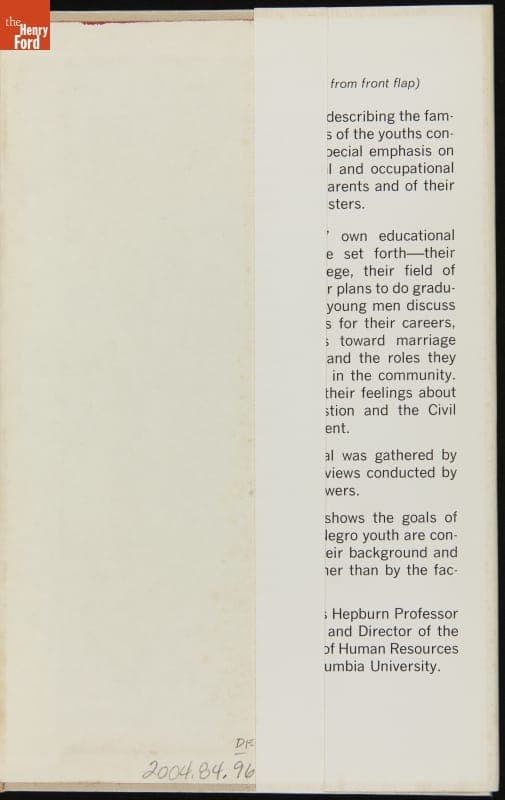 the
Henry
Ford
from front flap)
describing the fam-
s of the youths con-
pecial emphasis on
l and occupational
arents and of their
sters.
' own educational
e set forth—their
ege, their field of
r plans to do gradu-
young men discuss
s for their careers,
s toward marriage
and the roles they
in the community.
their feelings about
stion and the Civil
ent.
al was gathered by
views conducted by
wers.
shows the goals of
Negro youth are con-
eir background and
her than by the fac-
s Hepburn Professor
and Director of the
of Human Resources
umbia University.
DF
2004.84.96